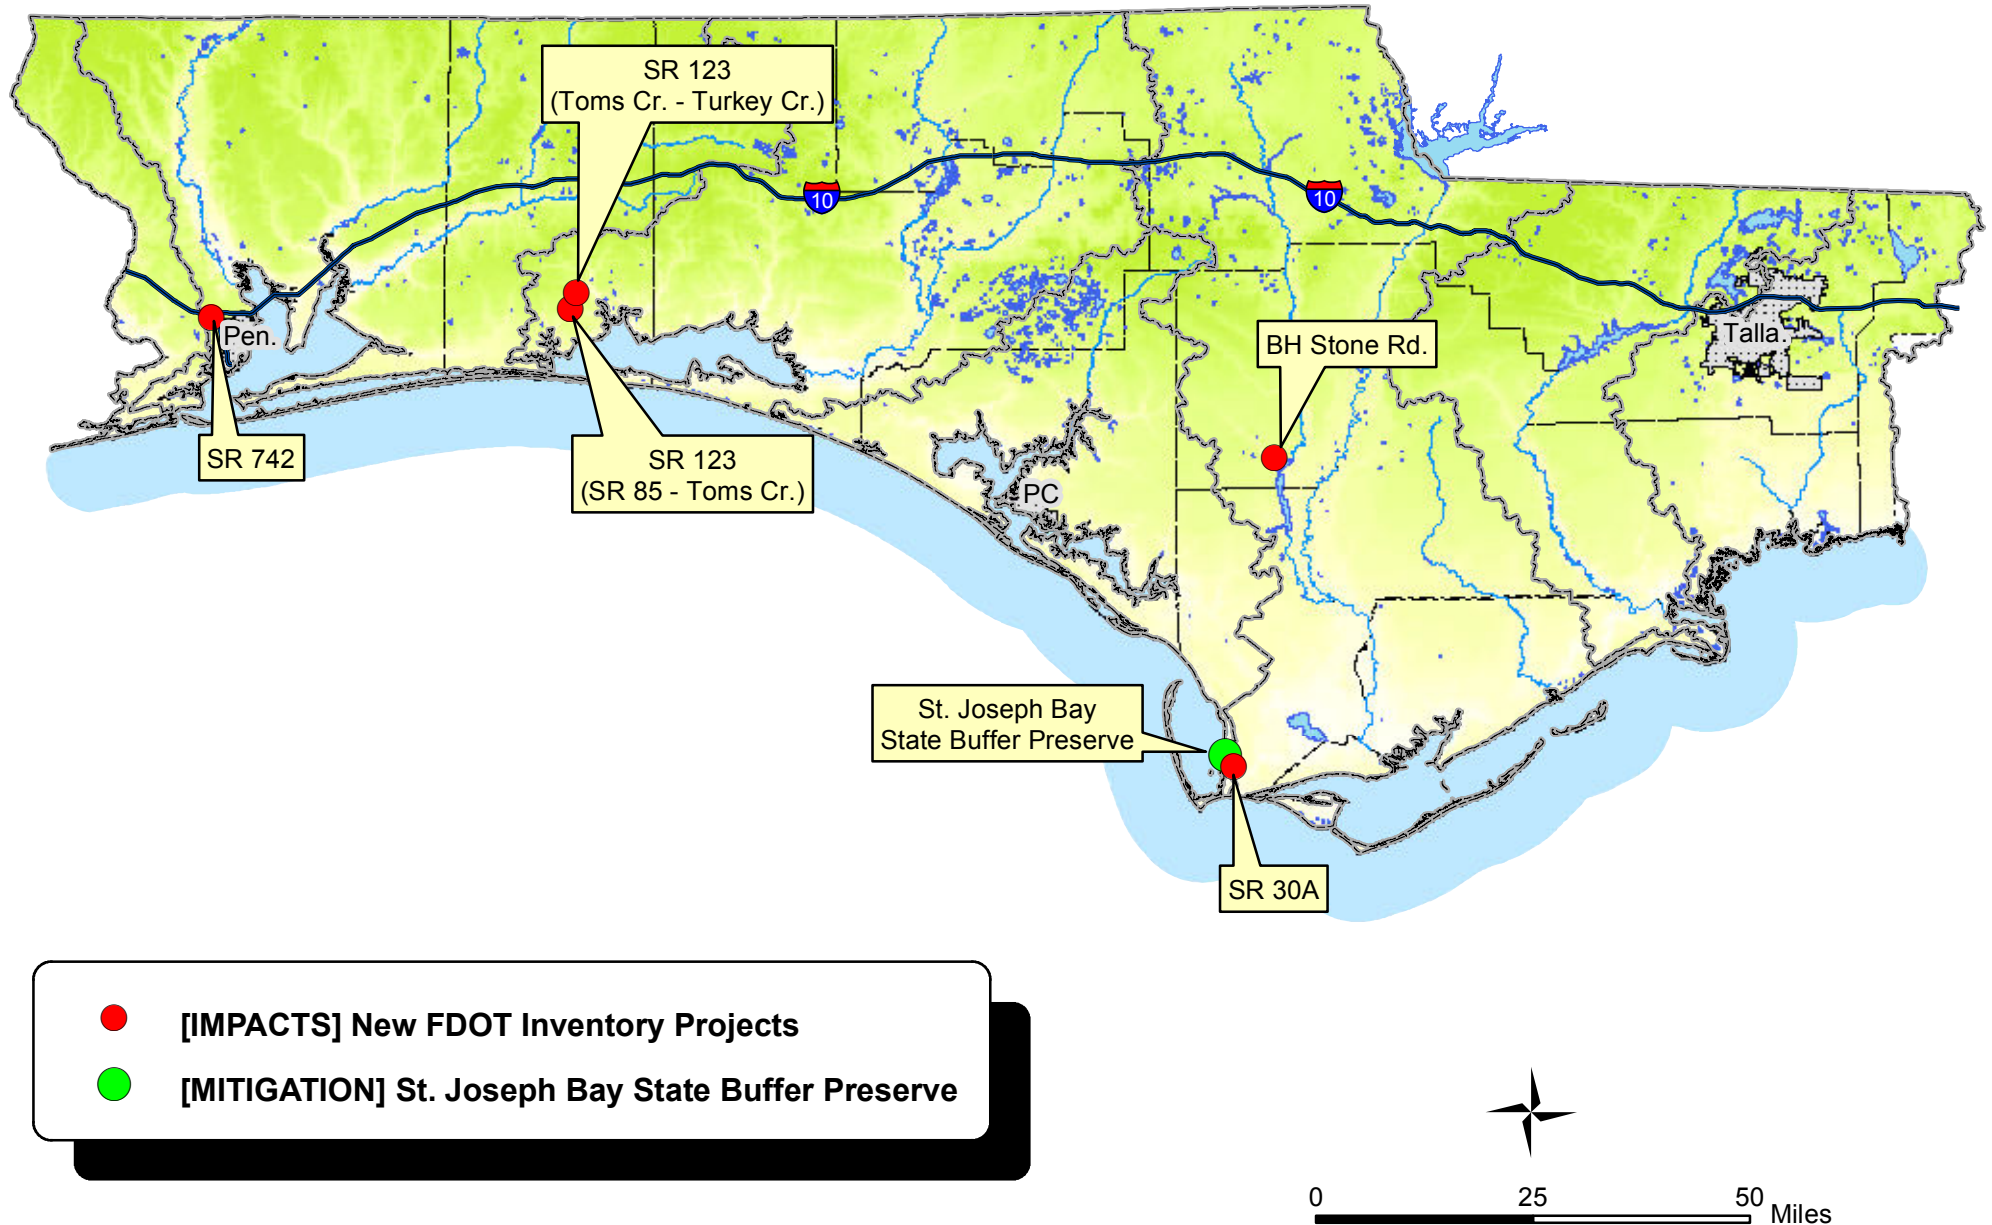 SR 123
(Toms Cr. - Turkey Cr.)
10
10
Pen.
Talla.
BH Stone Rd.
SR 742
SR 123
(SR 85 - Toms Cr.)
PC
St. Joseph Bay
State Buffer Preserve
SR 30A
[IMPACTS] New FDOT Inventory Projects
[MITIGATION] St. Joseph Bay State Buffer Preserve
0 25 50 Miles